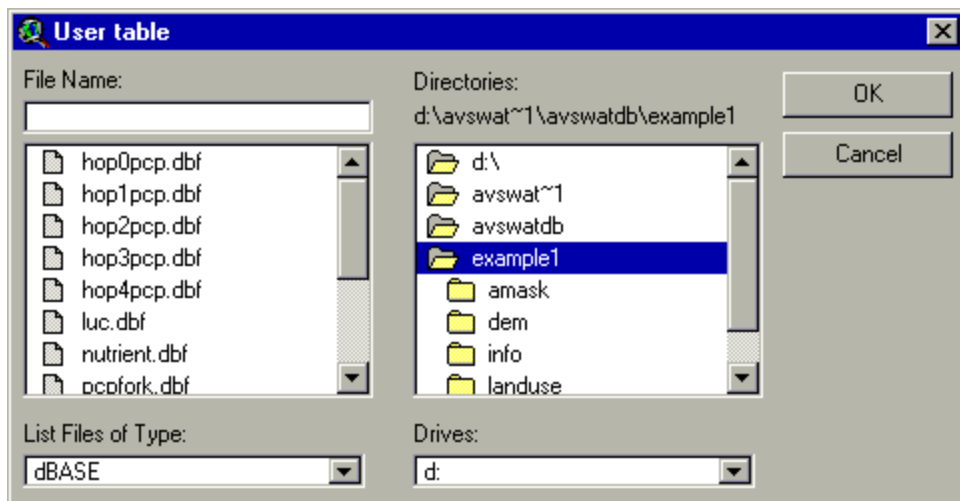 User table
File Name:
hop0pcp.dbf
hop1pcp.dbf
hop2pcp.dbf
hop3pcp.dbf
hop4pcp.dbf
luc.dbf
nutrient.dbf
pcpfork.dbf
List Files of Type:
dBASE
Directories:
d:\avswat~1\avswatdb\example1
d:\
avswat~1
avswatdb
example1
amask
dem
info
landuse
Drives:
d:
OK
Cancel